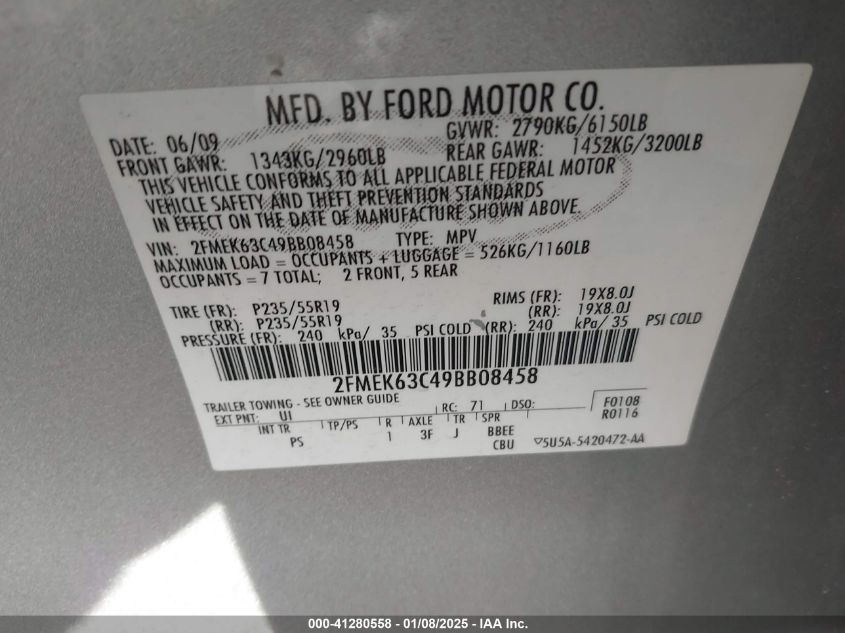 MFD. BY FORD MOTOR CO.
DATE: 06/09 GVWR: 2790KG/6150LB
FRONT GAWR: 1343KG/2960LB REAR GAWR: 1452KG/3200LB
THIS VEHICLE CONFORMS TO ALL APPLICABLE FEDERAL MOTOR
VEHICLE SAFETY AND THEFT PREVENTION STANDARDS
IN EFFECT ON THE DATE OF MANUFACTURE SHOWN ABOVE.
VIN: 2FMEK63C49BB08458 TYPE: MPV
MAXIMUM LOAD = OCCUPANTS + LUGGAGE = 526KG/1160LB
OCCUPANTS = 7 TOTAL; 2 FRONT, 5 REAR
TIRE (FR): P235/55R19 RIMS (FR): 19X8.0J
(RR): P235/55R19 (RR): 19X8.0J
PRESSURE (FR): 240 kPa/ 35 PSI COLD (RR): 240 kPa/ 35 PSI COLD
2FMEK63C49BB08458
TRAILER TOWING - SEE OWNER GUIDE
EXT PNT: UI RC: 71 DSO: F0108
R0116
INT TR TP/PS R AXLE TR SPR
PS 1 3F J BBEE
CBU ▽5U5A-5420472-AA
000-41280558 - 01/08/2025 - IAA Inc.